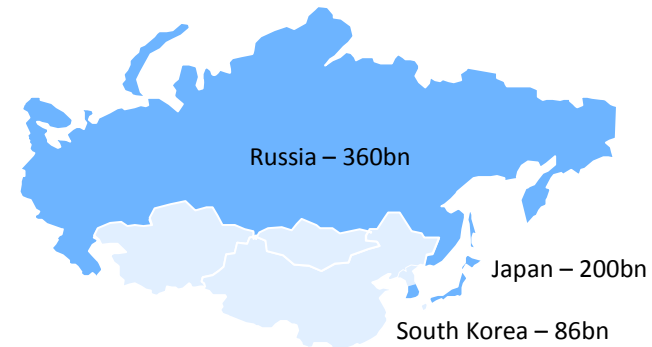 Russia – 360bn
Japan – 200bn
South Korea – 86bn